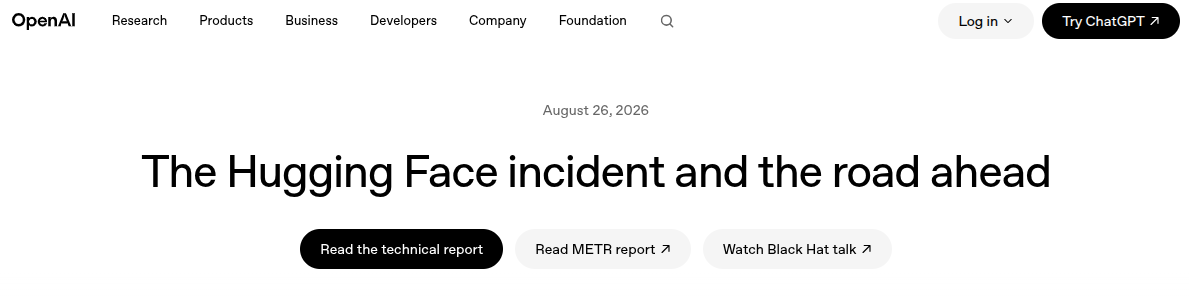 OpenAI Research Products Business Developers Company Foundation Log in Try ChatGPT ↗
August 26, 2026
The Hugging Face incident and the road ahead
Read the technical report Read METR report ↗ Watch Black Hat talk ↗